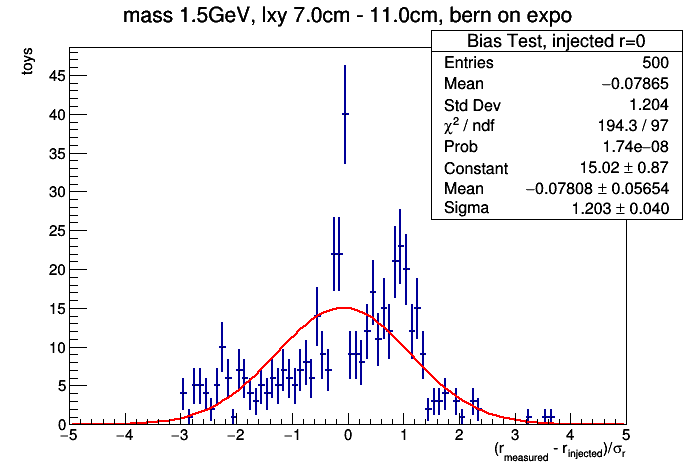 mass 1.5GeV, lxy 7.0cm - 11.0cm, bern on expo
Bias Test, injected r=0
Entries 500
Mean −0.07865
Std Dev 1.204
χ² / ndf 194.3 / 97
Prob 1.74e−08
Constant 15.02 ± 0.87
Mean −0.07808 ± 0.05654
Sigma 1.203 ± 0.040
toys
45
40
35
30
25
20
15
10
5
0
−5 −4 −3 −2 −1 0 1 2 3 4 5
(r_measured - r_injected)/σ_r